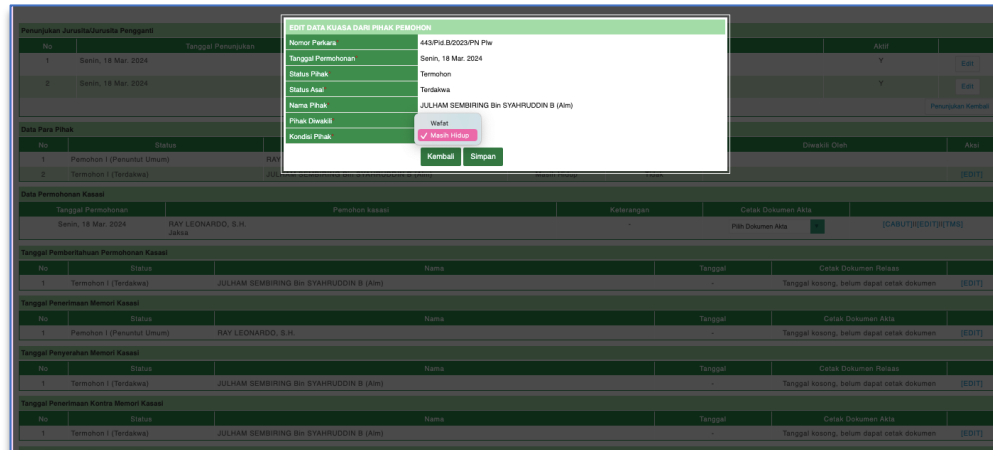 Penunjukan Jurusita/Jurusita Pengganti
No Tanggal Penunjukan Aktif
1 Senin, 18 Mar. 2024 Y Edit
2 Senin, 18 Mar. 2024 Y Edit
Penunjukan Kembali
EDIT DATA KUASA DARI PIHAK PEMOHON
Nomor Perkara 443/Pid.B/2023/PN Plw
Tanggal Permohonan Senin, 18 Mar. 2024
Status Pihak Termohon
Status Asal Terdakwa
Nama Pihak JULHAM SEMBIRING Bin SYAHRUDDIN B (Alm)
Pihak Diwakili
Kondisi Pihak
Wafat
✓ Masih Hidup
Kembali Simpan
Data Para Pihak
No Status Diwakili Oleh Aksi
1 Pemohon I (Penuntut Umum) RAY
2 Termohon I (Terdakwa) JULHAM SEMBIRING Bin SYAHRUDDIN B (Alm) Masih Hidup Tidak [EDIT]
Data Permohonan Kasasi
Tanggal Permohonan Pemohon kasasi Keterangan Cetak Dokumen Akta
Senin, 18 Mar. 2024 RAY LEONARDO, S.H. - Pilih Dokumen Akta [CABUT]|[EDIT]|[TMS]
Jaksa
Tanggal Pemberitahuan Permohonan Kasasi
No Status Nama Tanggal Cetak Dokumen Relaas
1 Termohon I (Terdakwa) JULHAM SEMBIRING Bin SYAHRUDDIN B (Alm) - Tanggal kosong, belum dapat cetak dokumen [EDIT]
Tanggal Penerimaan Memori Kasasi
No Status Nama Tanggal Cetak Dokumen Akta
1 Pemohon I (Penuntut Umum) RAY LEONARDO, S.H. - Tanggal kosong, belum dapat cetak dokumen [EDIT]
Tanggal Penyerahan Memori Kasasi
No Status Nama Tanggal Cetak Dokumen Relaas
1 Termohon I (Terdakwa) JULHAM SEMBIRING Bin SYAHRUDDIN B (Alm) - Tanggal kosong, belum dapat cetak dokumen [EDIT]
Tanggal Penerimaan Kontra Memori Kasasi
No Status Nama Tanggal Cetak Dokumen Akta
1 Termohon I (Terdakwa) JULHAM SEMBIRING Bin SYAHRUDDIN B (Alm) - Tanggal kosong, belum dapat cetak dokumen [EDIT]